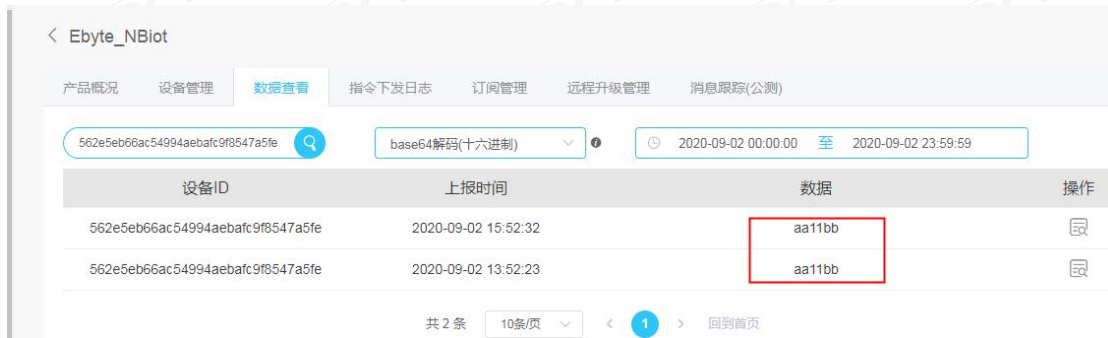 < Ebyte_NBiot
产品概况 设备管理 数据查看 指令下发日志 订阅管理 远程升级管理 消息跟踪(公测)
562e5eb66ac54994aebafc9f8547a5fe base64解码(十六进制) 2020-09-02 00:00:00 至 2020-09-02 23:59:59
设备ID 上报时间 数据 操作
562e5eb66ac54994aebafc9f8547a5fe 2020-09-02 15:52:32 aa11bb
562e5eb66ac54994aebafc9f8547a5fe 2020-09-02 13:52:23 aa11bb
共 2 条 10条/页 < 1 > 回到首页